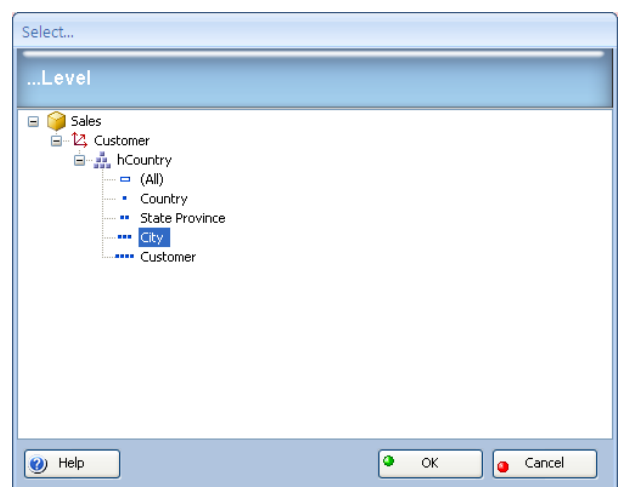 Select...
...Level
Sales
Customer
hCountry
(All)
Country
State Province
City
Customer
Help
OK
Cancel